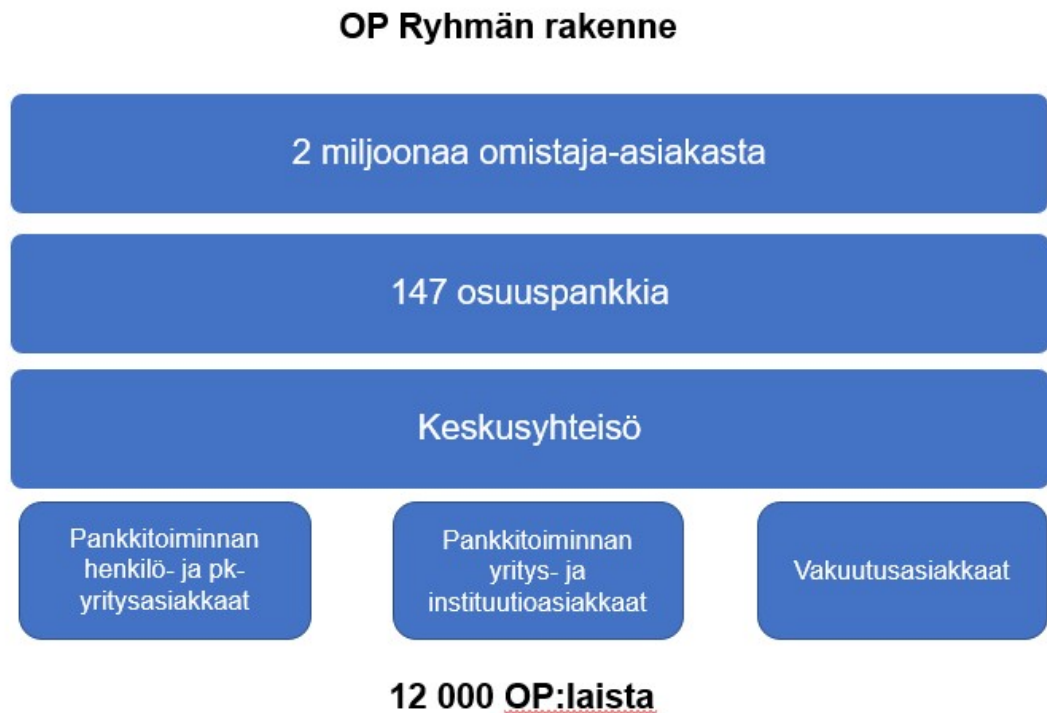 OP Ryhmän rakenne
2 miljoonaa omistaja-asiakasta
147 osuuspankkia
Keskusyhteisö
Pankkitoiminnan
henkilö- ja pk-
yritysasiakkaat
Pankkitoiminnan
yritys- ja
instituutioasiakkaat
Vakuutusasiakkaat
12 000 OP:laista